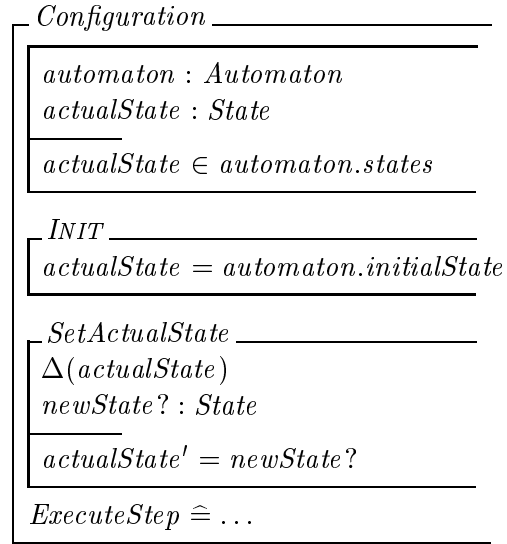 Configuration
automaton : Automaton
actualState : State
actualState ∈ automaton.states
INIT
actualState = automaton.initialState
SetActualState
Δ(actualState)
newState? : State
actualState′ = newState?
ExecuteStep ≙ ...